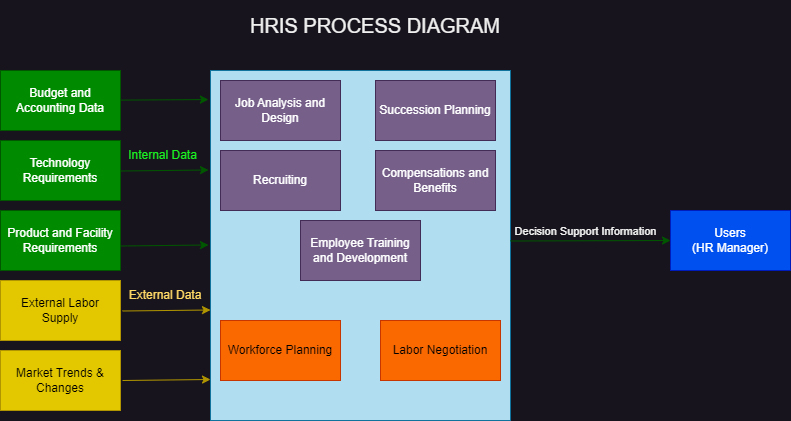 HRIS PROCESS DIAGRAM
Budget and
Accounting Data
Job Analysis and
Design
Succession Planning
Internal Data
Technology
Requirements
Recruiting
Compensations and
Benefits
Product and Facility
Requirements
Employee Training
and Development
Decision Support Information
Users
(HR Manager)
External Data
External Labor
Supply
Workforce Planning
Labor Negotiation
Market Trends &
Changes